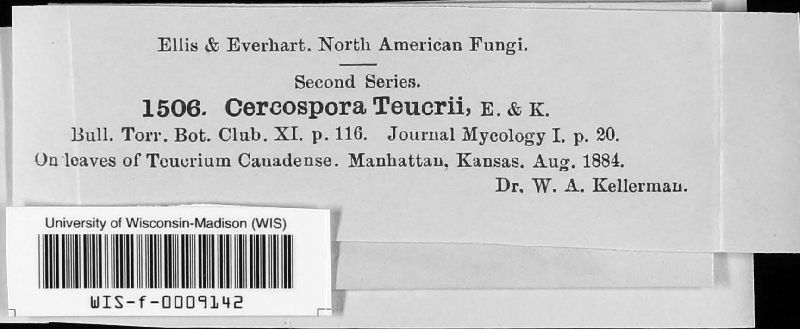 Ellis & Everhart. North American Fungi.
Second Series.
1506. Cercospora Teucrii, E. & K.
Bull. Torr. Bot. Club. XI. p. 116. Journal Mycology I. p. 20.
On leaves of Teucrium Canadense. Manhattan, Kansas. Aug. 1884.
Dr. W. A. Kellerman.
University of Wisconsin-Madison (WIS)
WIS-f-0009142